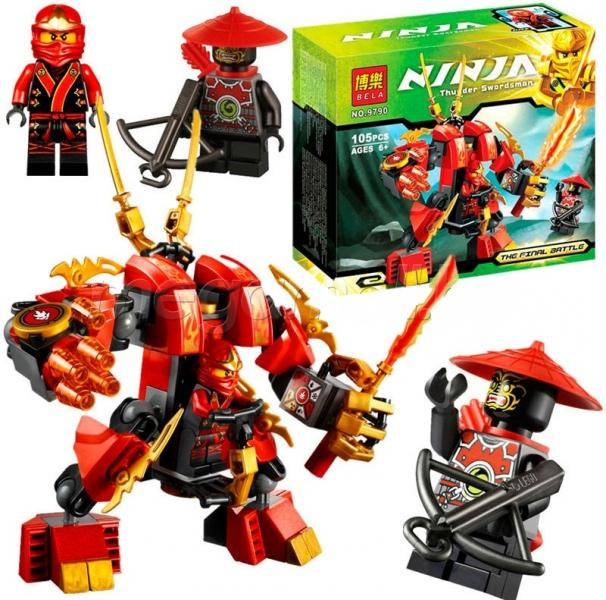 博樂
BELA
NO.9790
NINJA
Thunder Swordsman
105PCS
AGES 6+
THE FINAL BATTLE